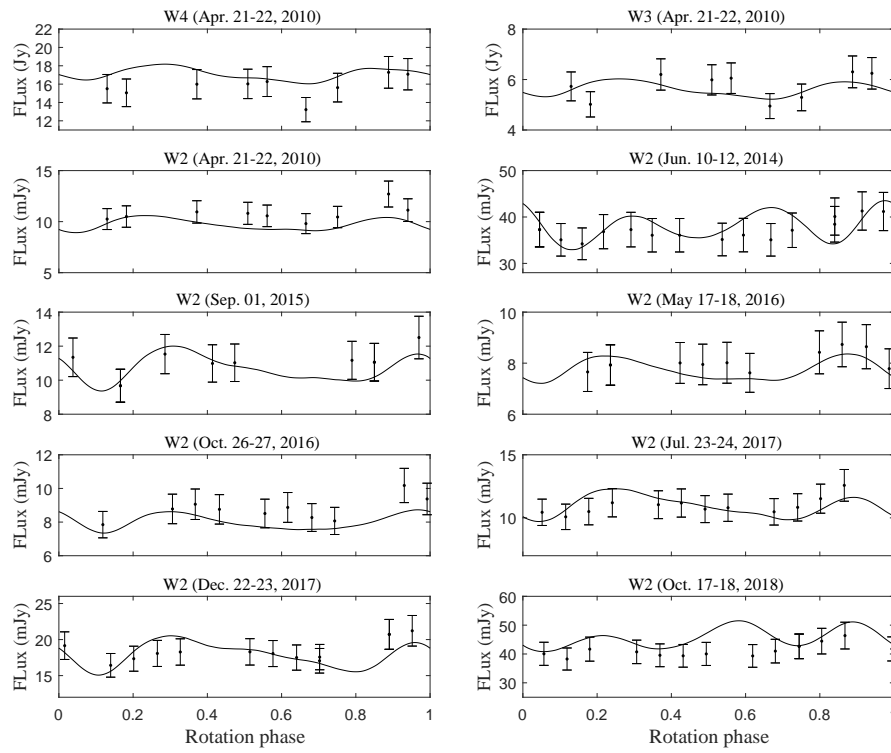 W4 (Apr. 21-22, 2010)
FLux (Jy)
22
20
18
16
14
12
W3 (Apr. 21-22, 2010)
FLux (Jy)
8
6
4
W2 (Apr. 21-22, 2010)
FLux (mJy)
15
10
5
W2 (Jun. 10-12, 2014)
FLux (mJy)
50
40
30
W2 (Sep. 01, 2015)
FLux (mJy)
14
12
10
8
W2 (May 17-18, 2016)
FLux (mJy)
10
8
6
W2 (Oct. 26-27, 2016)
FLux (mJy)
12
10
8
6
W2 (Jul. 23-24, 2017)
FLux (mJy)
15
10
W2 (Dec. 22-23, 2017)
FLux (mJy)
25
20
15
0 0.2 0.4 0.6 0.8 1
Rotation phase
W2 (Oct. 17-18, 2018)
FLux (mJy)
60
50
40
30
0 0.2 0.4 0.6 0.8
Rotation phase